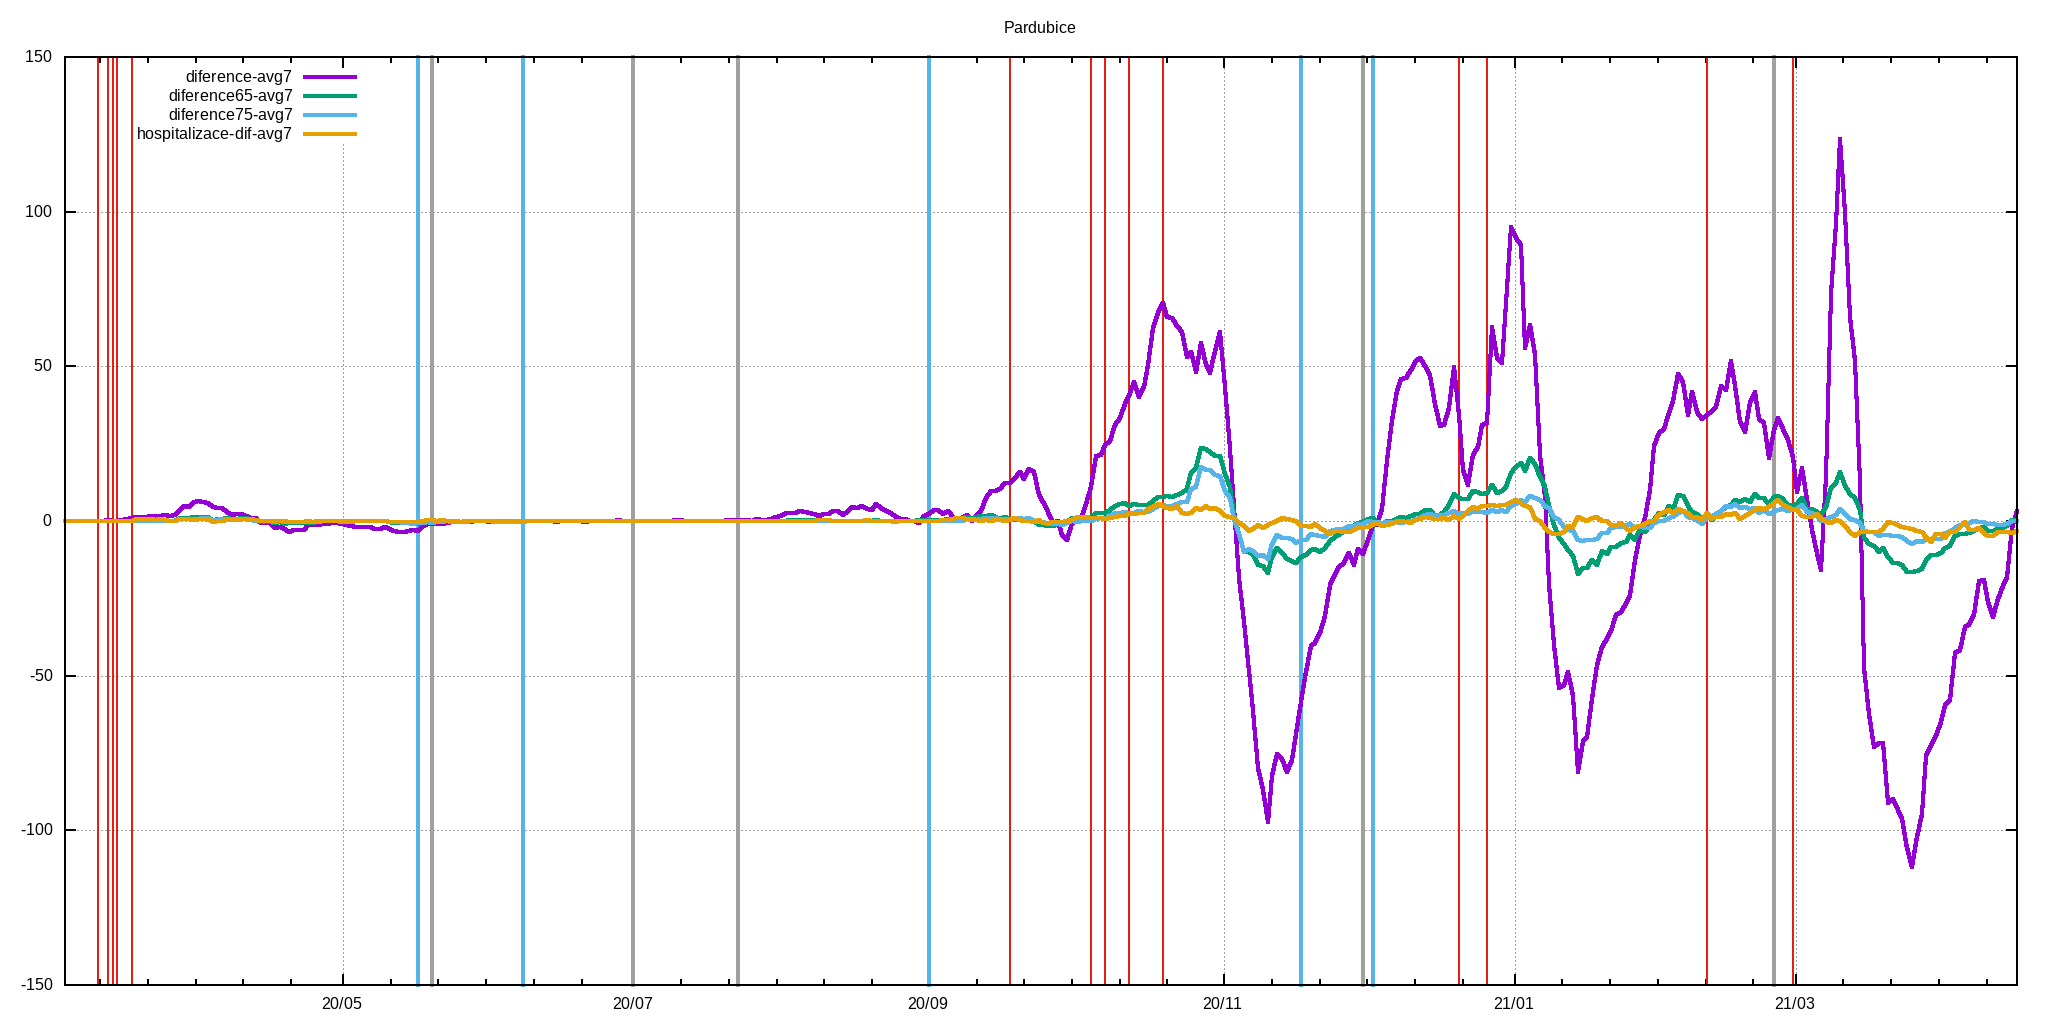 Pardubice
150
diference-avg7
diference65-avg7
diference75-avg7
hospitalizace-dif-avg7
100
50
0
-50
-100
-150
20/05 20/07 20/09 20/11 21/01 21/03